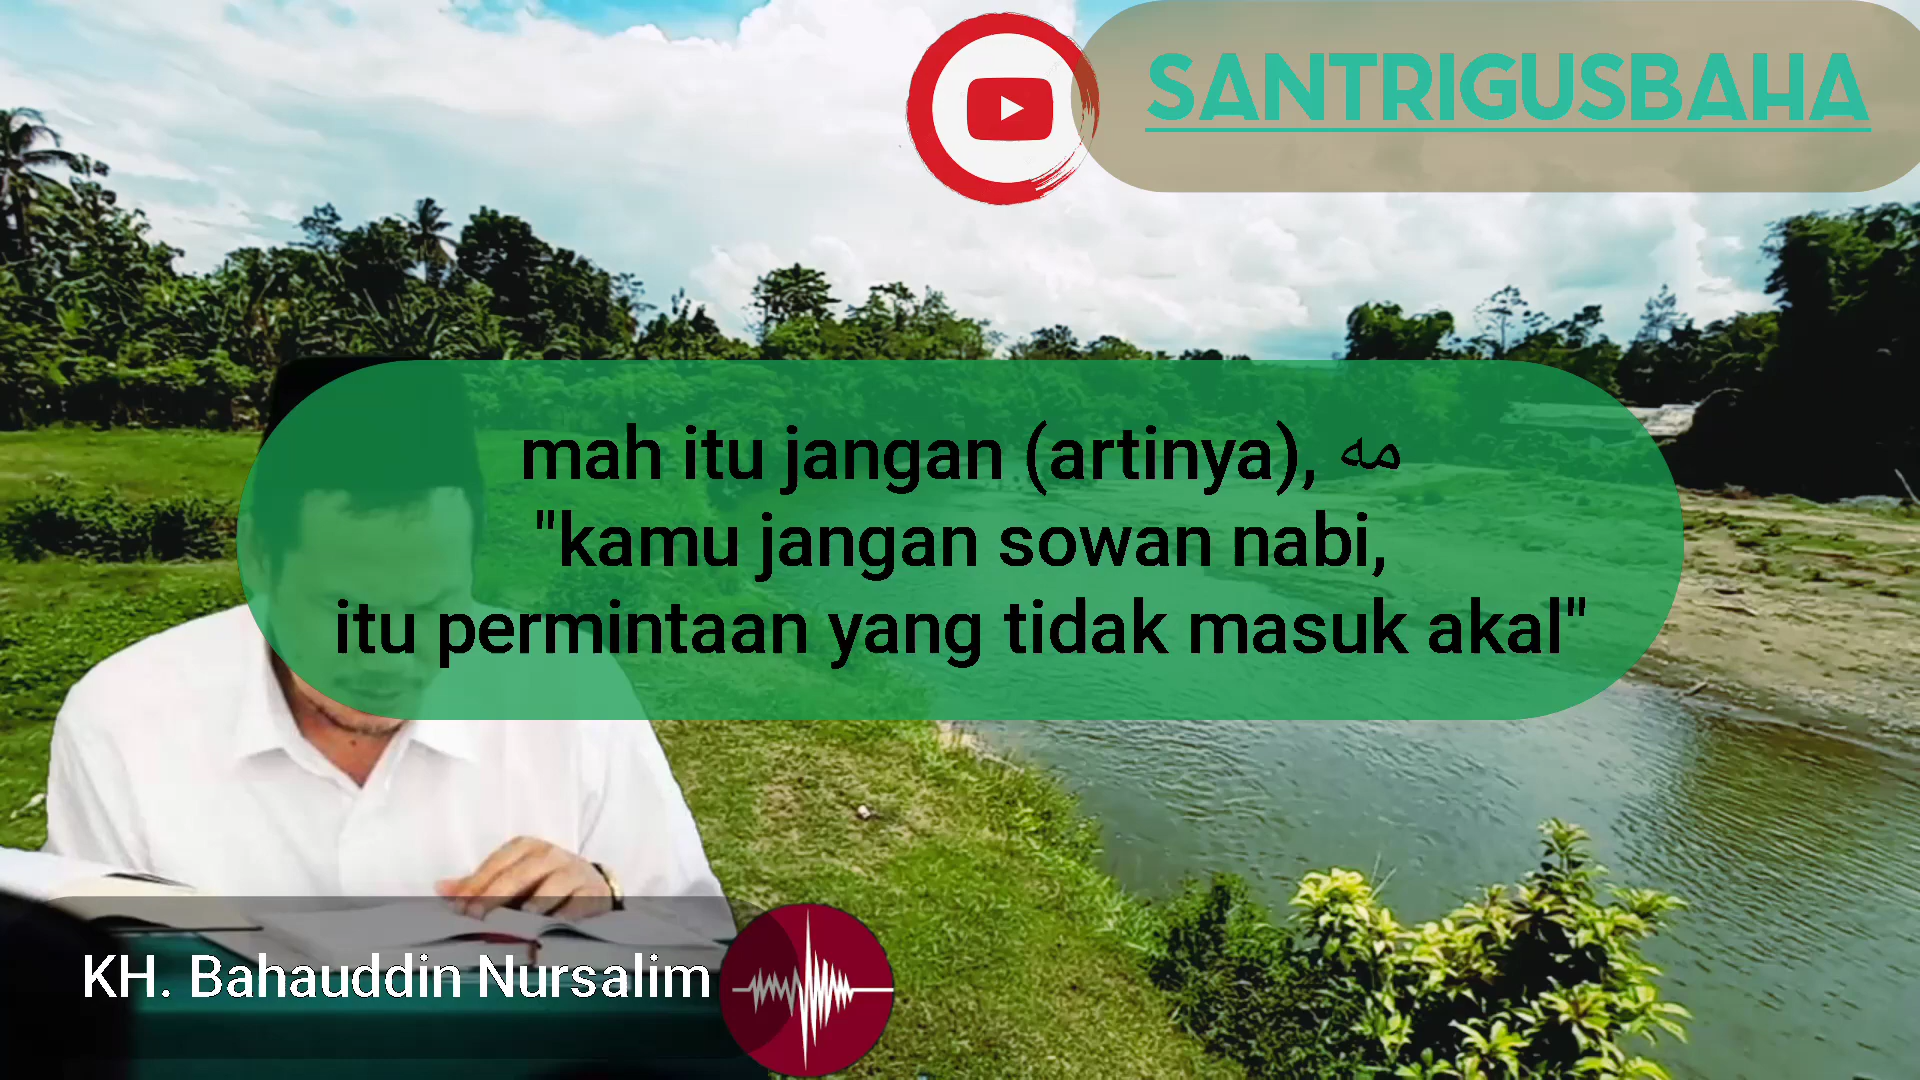 SANTRIGUSBAHA
mah itu jangan (artinya), مه
"kamu jangan sowan nabi,
itu permintaan yang tidak masuk akal"
KH. Bahauddin Nursalim